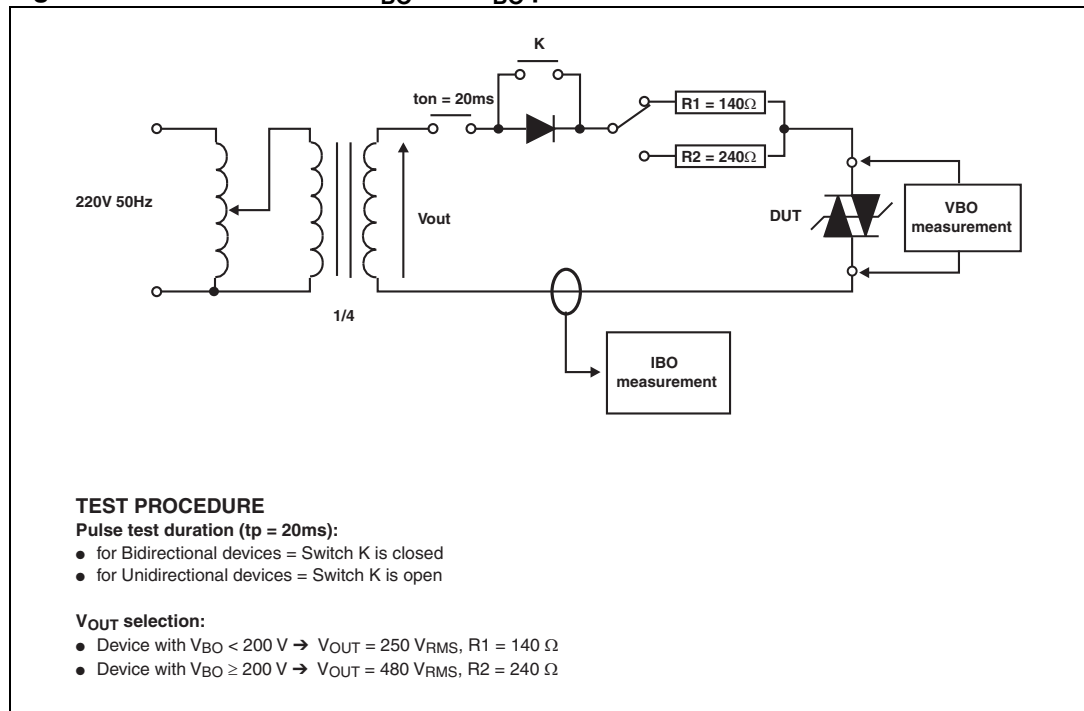 K
ton = 20ms
R1 = 140Ω
R2 = 240Ω
220V 50Hz
Vout
DUT
VBO
measurement
1/4
IBO
measurement
TEST PROCEDURE
Pulse test duration (tp = 20ms):
● for Bidirectional devices = Switch K is closed
● for Unidirectional devices = Switch K is open
VOUT selection:
● Device with VBO < 200 V ➔ VOUT = 250 VRMS, R1 = 140 Ω
● Device with VBO ≥ 200 V ➔ VOUT = 480 VRMS, R2 = 240 Ω